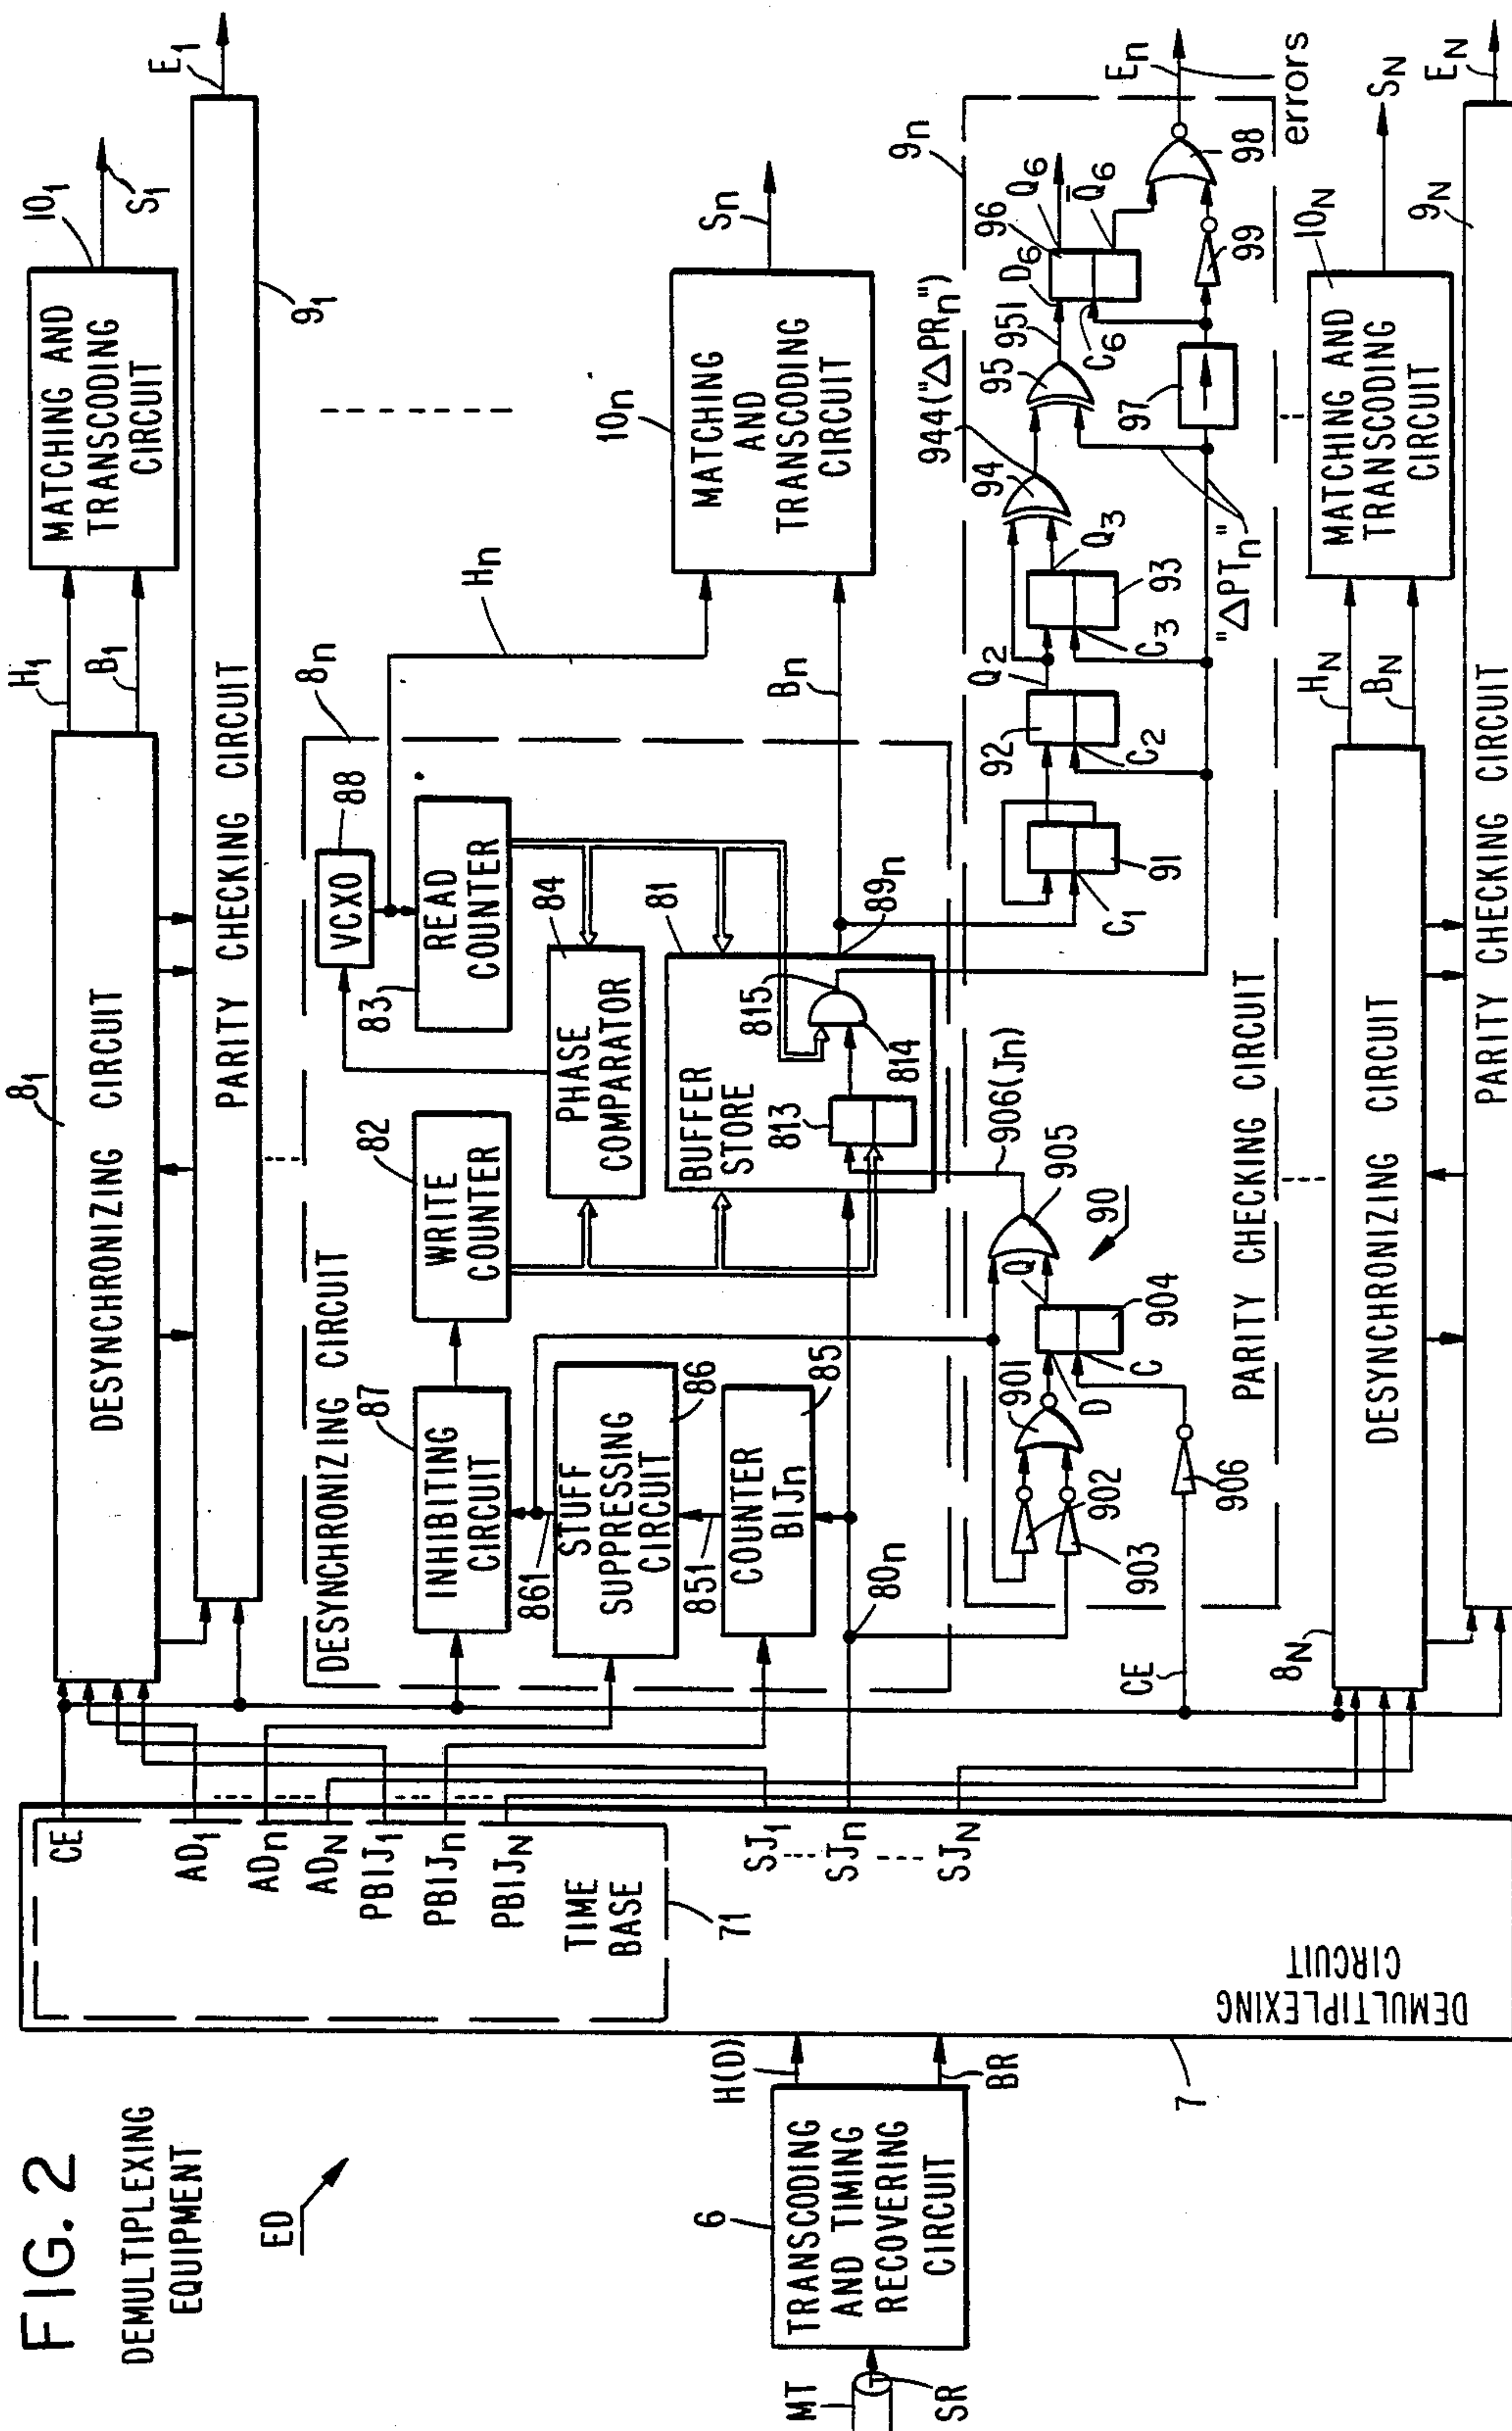 FIG. 2
DEMULTIPLEXING
EQUIPMENT
ED
MT
SR
6
TRANSCODING
AND TIMING
RECOVERING
CIRCUIT
H(D)
BR
7
DEMULTIPLEXING
CIRCUIT
CE
AD1
ADn
ADN
PBIJ1
PBIJn
PBIJN
TIME
BASE
71
SJ1
SJn
SJN
81
DESYNCHRONIZING CIRCUIT
H1
B1
101
MATCHING AND
TRANSCODING
CIRCUIT
S1
PARITY CHECKING CIRCUIT
91
E1
DESYNCHRONIZING CIRCUIT
8n
87
INHIBITING
CIRCUIT
82
WRITE
COUNTER
83
READ
COUNTER
VCXO
88
861
STUFF
SUPPRESSING
CIRCUIT
86
PHASE
COMPARATOR
84
851
COUNTER
BIJn
85
BUFFER
STORE
81
813
814
815
80n
89n
Hn
Bn
10n
MATCHING
AND
TRANSCODING
CIRCUIT
Sn
CE
902
903
901
D
C
Q
904
905
906
90
906(Jn)
PARITY CHECKING CIRCUIT
9n
C1
91
92
C2
Q2
93
C3
Q3
94
944("ΔPRn")
"ΔPTn"
95
951
D6
C6
96
Q6
Q̅6
97
99
98
En
errors
8N
DESYNCHRONIZING CIRCUIT
HN
BN
10N
MATCHING AND
TRANSCODING
CIRCUIT
SN
PARITY CHECKING CIRCUIT
9N
EN